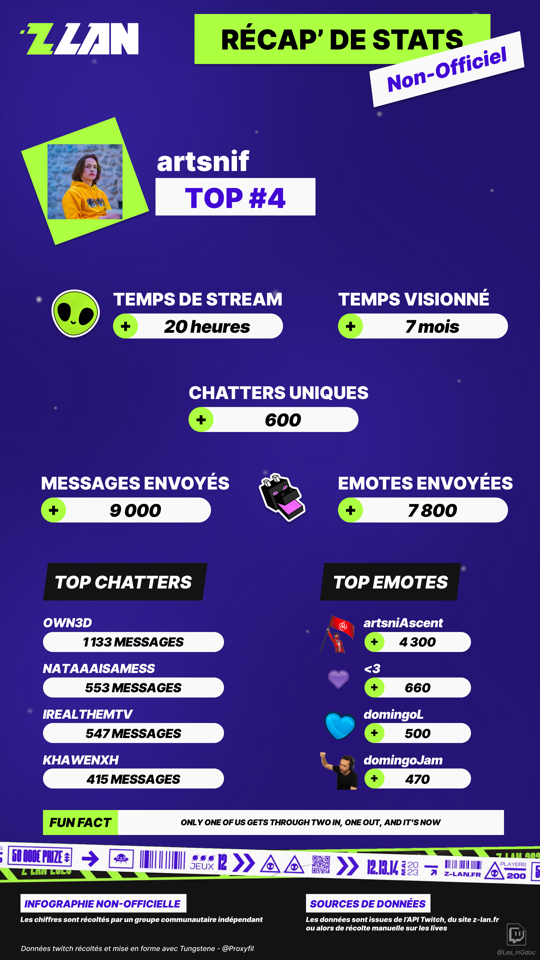 Z LAN
RÉCAP' DE STATS
Non-Officiel
artsnif
TOP #4
TEMPS DE STREAM
+ 20 heures
TEMPS VISIONNÉ
+ 7 mois
CHATTERS UNIQUES
+ 600
MESSAGES ENVOYÉS
+ 9 000
EMOTES ENVOYÉES
+ 7 800
TOP CHATTERS
OWN3D
1 133 MESSAGES
NATAAAISAMESS
553 MESSAGES
IREALTHEMTV
547 MESSAGES
KHAWENXH
415 MESSAGES
TOP EMOTES
artsniAscent
+ 4 300
<3
+ 660
domingoL
+ 500
domingoJam
+ 470
FUN FACT
ONLY ONE OF US GETS THROUGH TWO IN, ONE OUT, AND IT'S NOW
50 000€ PRIZE
JEUX 12
12.13.14 MAI 2023
Z-LAN.FR
PLAYERS 200
INFOGRAPHIE NON-OFFICIELLE
Les chiffres sont récoltés par un groupe communautaire indépendant
SOURCES DE DONNÉES
Les données sont issues de l'API Twitch, du site z-lan.fr
ou alors de récolte manuelle sur les lives
Données twitch récoltés et mise en forme avec Tungstene - @Proxyfil
@Les_InGdoc